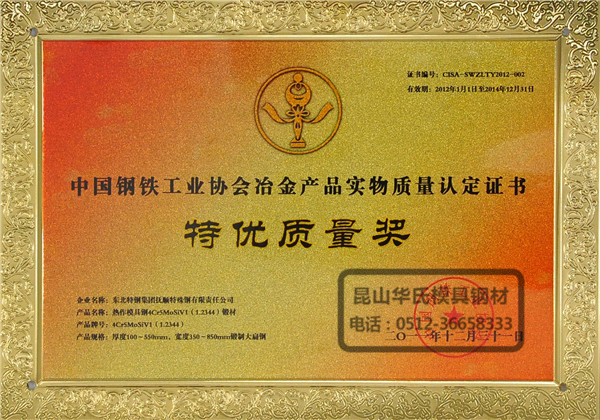 证书编号：CISA-SWZLTY2012-002
有效期：2012年1月1日至2014年12月31日
中国钢铁工业协会冶金产品实物质量认定证书
特优质量奖
企业名称：东北特钢集团抚顺特殊钢有限责任公司
产品名称：热作模具钢4Cr5MoSiV1（1.2344）锻材
产品牌号：4Cr5MoSiV1（1.2344）
产品规格：厚度100-550mm，宽度150-850mm锻制大扁钢
昆山华氏模具钢材
电话：0512-36658333
二〇一一年十二月三十一日